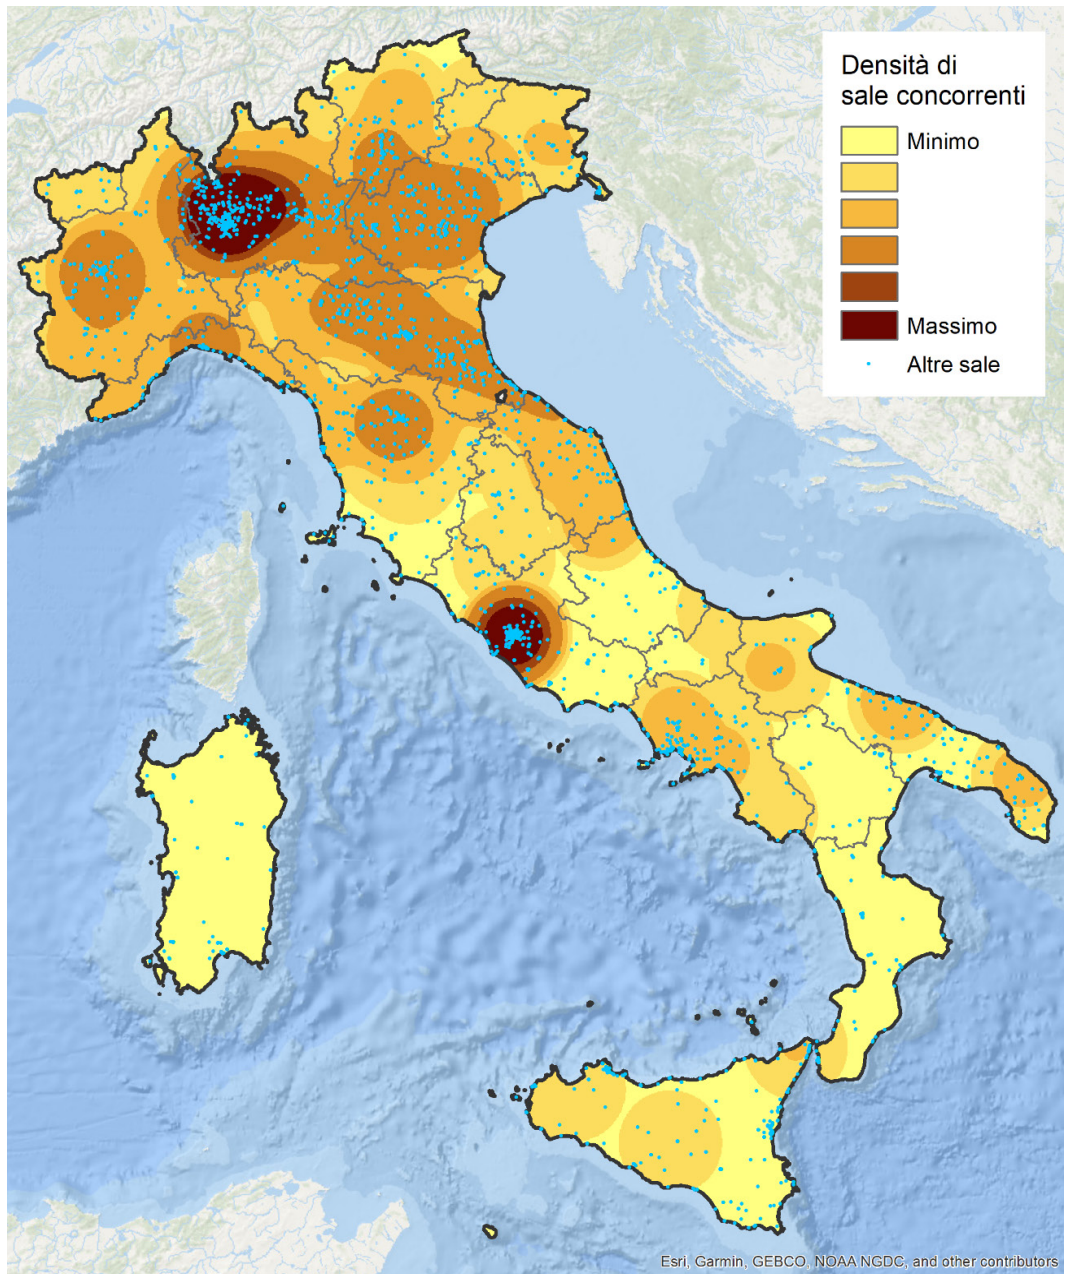 Densità di
sale concorrenti
Minimo
Massimo
Altre sale
Esri, Garmin, GEBCO, NOAA NGDC, and other contributors